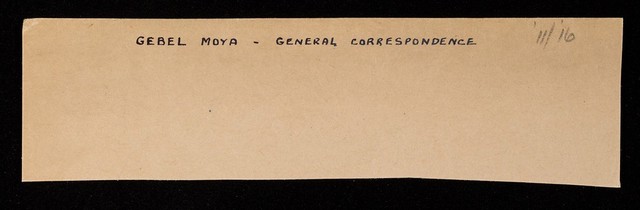 GEBEL MOYA - GENERAL CORRESPONDENCE '11/'16